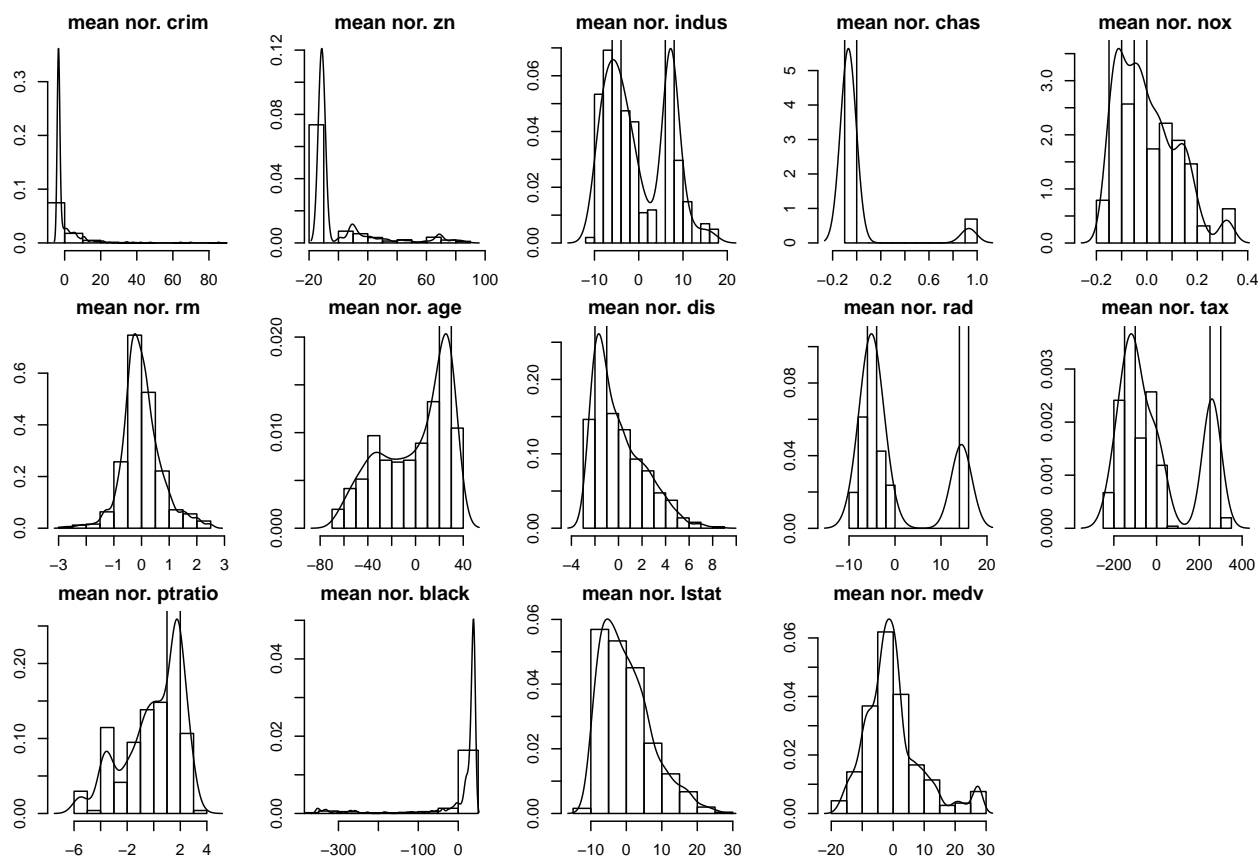 mean nor. crim
0.0 0.1 0.2 0.3
0 20 40 60 80
mean nor. zn
0.00 0.04 0.08 0.12
−20 20 60 100
mean nor. indus
0.00 0.02 0.04 0.06
−10 0 10 20
mean nor. chas
0 1 2 3 4 5
−0.2 0.2 0.6 1.0
mean nor. nox
0.0 1.0 2.0 3.0
−0.2 0.0 0.2 0.4
mean nor. rm
0.0 0.2 0.4 0.6
−3 −1 0 1 2 3
mean nor. age
0.000 0.010 0.020
−80 −40 0 20 40
mean nor. dis
0.00 0.10 0.20
−4 −2 0 2 4 6 8
mean nor. rad
0.00 0.04 0.08
−10 0 10 20
mean nor. tax
0.000 0.001 0.002 0.003
−200 0 200 400
mean nor. ptratio
0.00 0.10 0.20
−6 −2 2 4
mean nor. black
0.00 0.02 0.04
−300 −100 0
mean nor. lstat
0.00 0.02 0.04 0.06
−10 0 10 20 30
mean nor. medv
0.00 0.02 0.04 0.06
−20 0 10 20 30